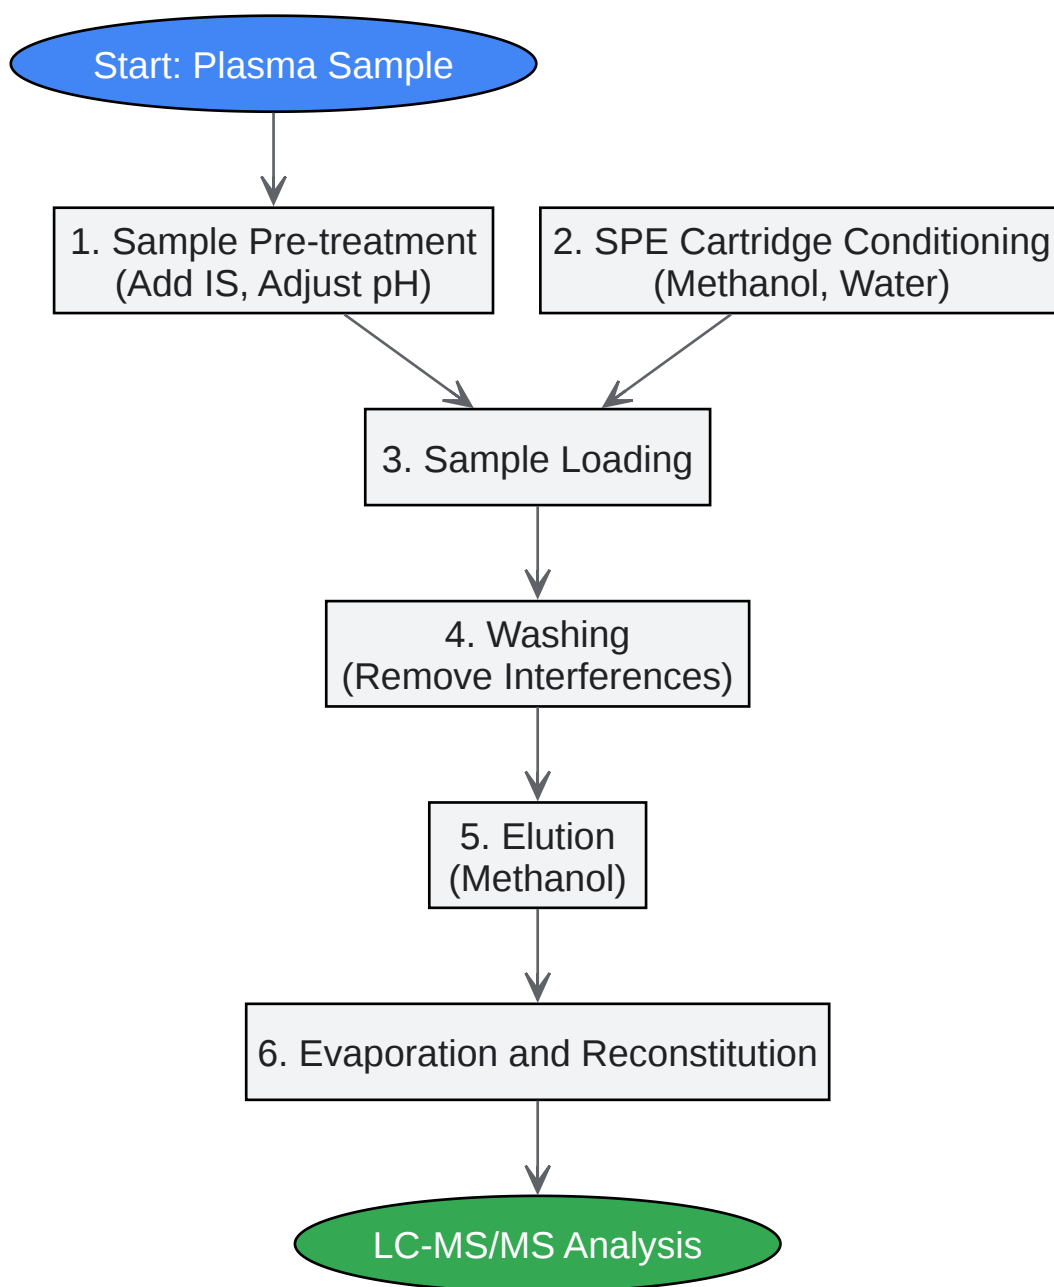 Start: Plasma Sample
1. Sample Pre-treatment
(Add IS, Adjust pH)
2. SPE Cartridge Conditioning
(Methanol, Water)
3. Sample Loading
4. Washing
(Remove Interferences)
5. Elution
(Methanol)
6. Evaporation and Reconstitution
LC-MS/MS Analysis